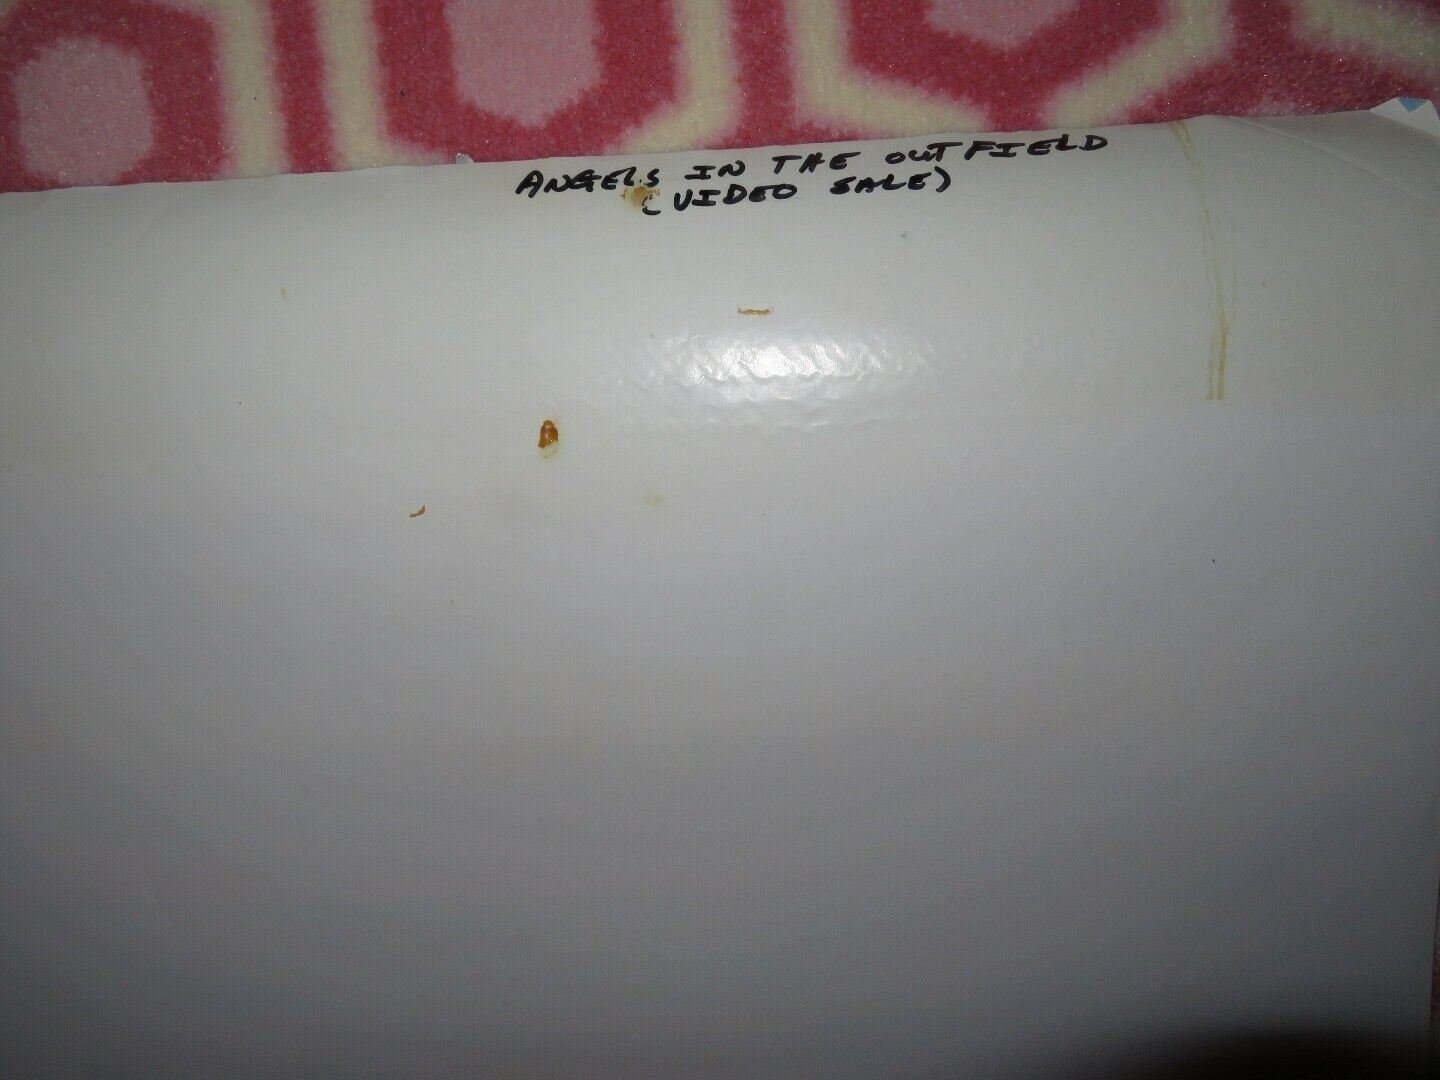 ANGELS IN THE OUTFIELD
(VIDEO SALE)